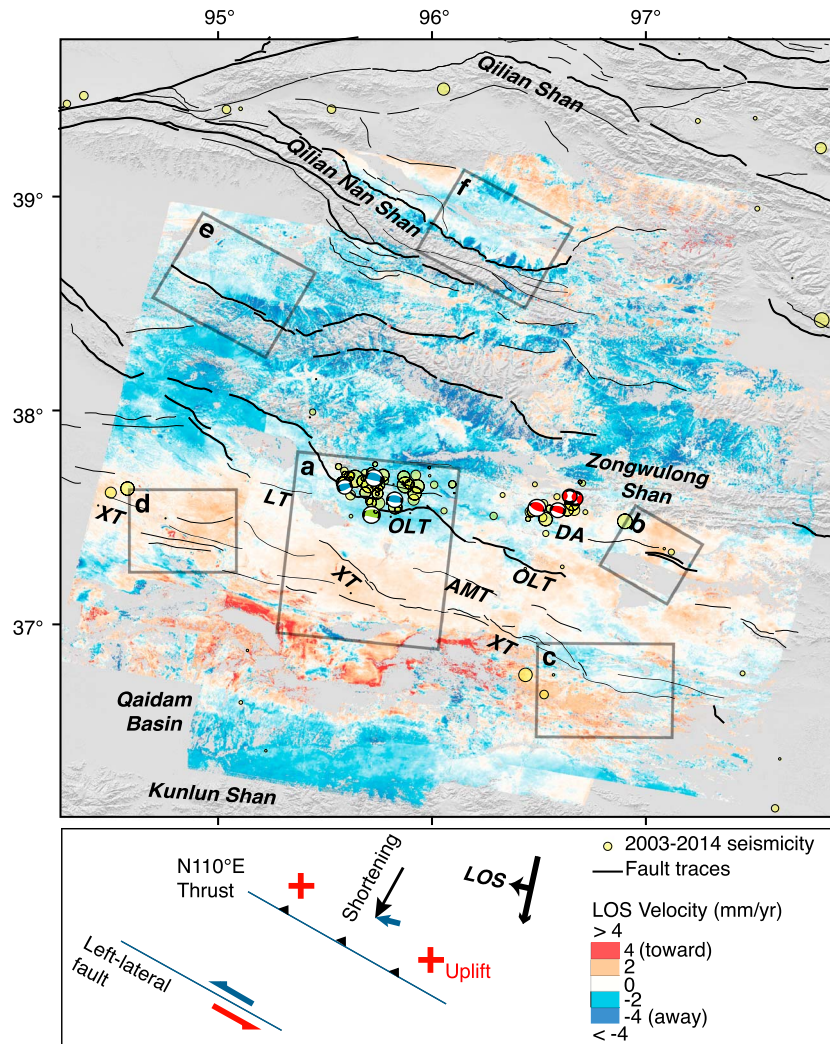 95° 96° 97°
Qilian Shan
39°
Qilian Nan Shan
f
e
38°
Zongwulong
Shan
a
LT
OLT
DA
b
XT
d
XT
AMT
OLT
37°
XT
c
Qaidam
Basin
Kunlun Shan
N110°E
Thrust
Shortening
LOS
Uplift
Left-lateral
fault
2003-2014 seismicity
Fault traces
LOS Velocity (mm/yr)
> 4
4 (toward)
2
0
-2
-4 (away)
< -4